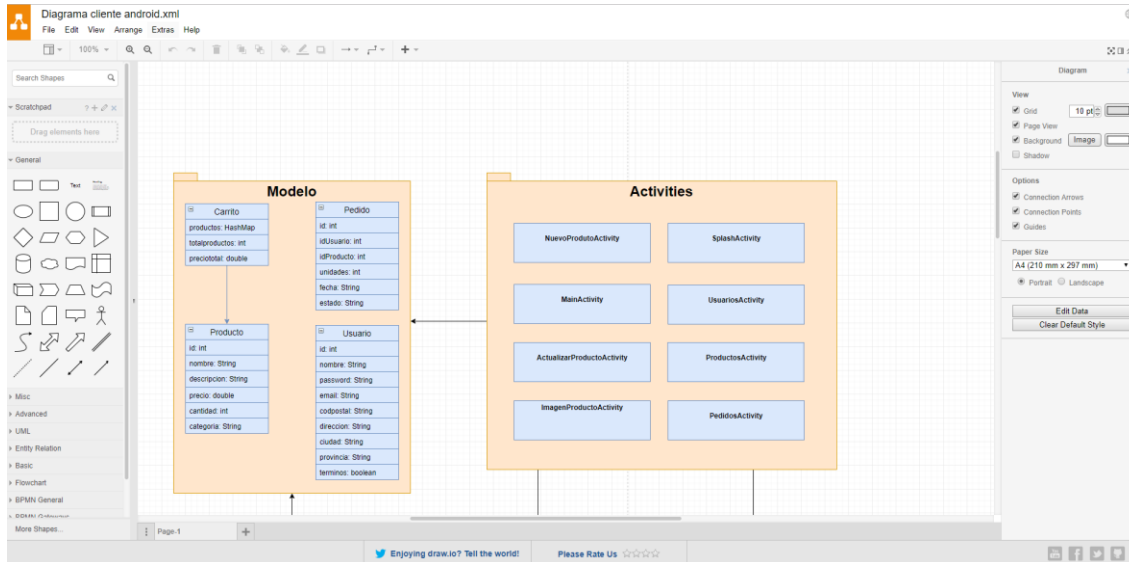 Diagrama cliente android.xml
File Edit View Arrange Extras Help
100%
Search Shapes
Scratchpad
Drag elements here
General
Text
Misc
Advanced
UML
Entity Relation
Basic
Flowchart
BPMN General
BPMN Gateways
More Shapes...
Modelo
Carrito
productos: HashMap
totalproductos: int
preciototal: double
Pedido
id: int
idUsuario: int
idProducto: int
unidades: int
fecha: String
estado: String
Producto
id: int
nombre: String
descripcion: String
precio: double
cantidad: int
categoria: String
Usuario
id: int
nombre: String
password: String
email: String
codpostal: String
direccion: String
ciudad: String
provincia: String
terminos: boolean
Activities
NuevoProdutoActivity
SplashActivity
MainActivity
UsuariosActivity
ActualizarProductoActivity
ProductosActivity
ImagenProductoActivity
PedidosActivity
Diagram
View
Grid 10 pt
Page View
Background Image
Shadow
Options
Connection Arrows
Connection Points
Guides
Paper Size
A4 (210 mm x 297 mm)
Portrait Landscape
Edit Data
Clear Default Style
Page-1
Enjoying draw.io? Tell the world!
Please Rate Us